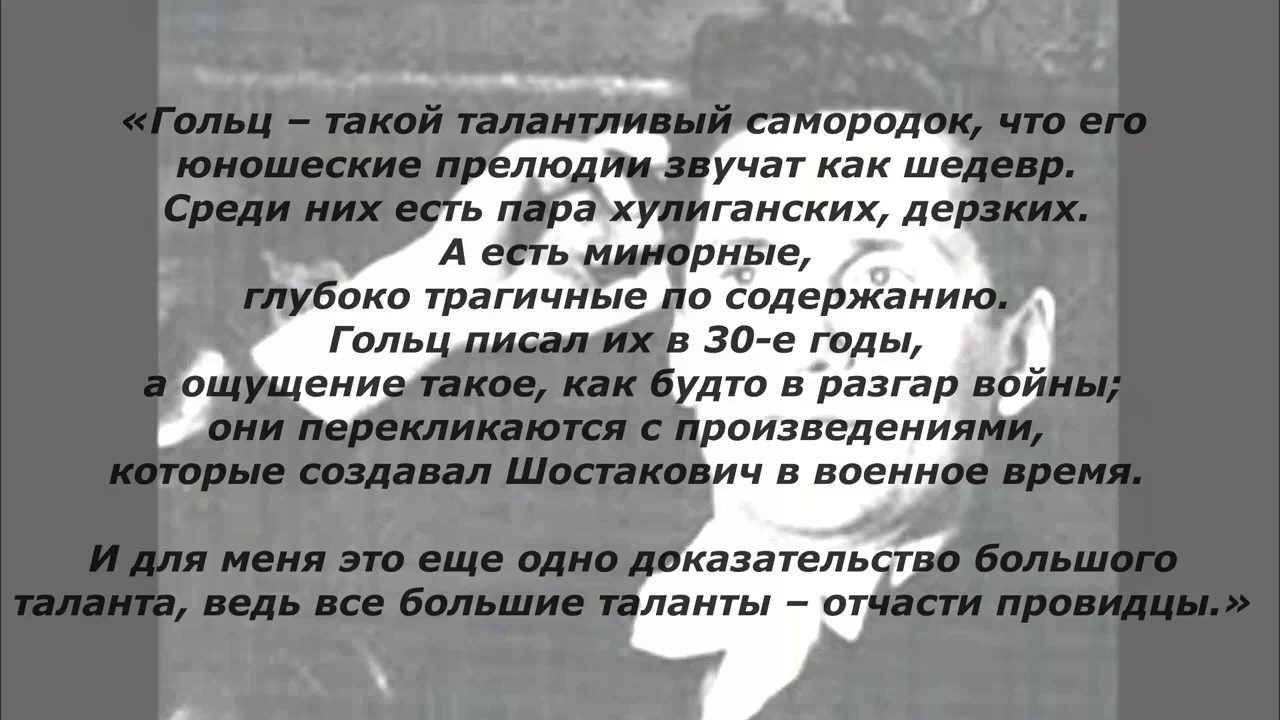 «Гольц – такой талантливый самородок, что его
юношеские прелюдии звучат как шедевр.
Среди них есть пара хулиганских, дерзких.
А есть минорные,
глубоко трагичные по содержанию.
Гольц писал их в 30-е годы,
а ощущение такое, как будто в разгар войны;
они перекликаются с произведениями,
которые создавал Шостакович в военное время.
И для меня это еще одно доказательство большого
таланта, ведь все большие таланты – отчасти провидцы.»